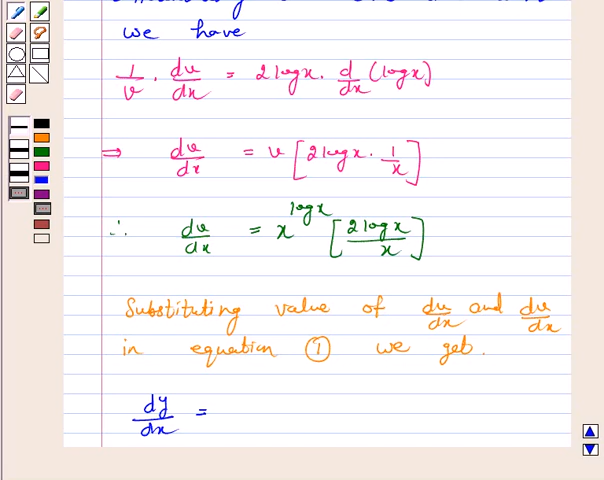 we have
1/v · dv/dx = 2 log x · d/dx (log x)
⇒ dv/dx = v [2 log x · 1/x]
∴ dv/dx = x^(log x) [2 log x / x]
Substituting value of du/dx and dv/dx
in equation ① we get.
dy/dx =